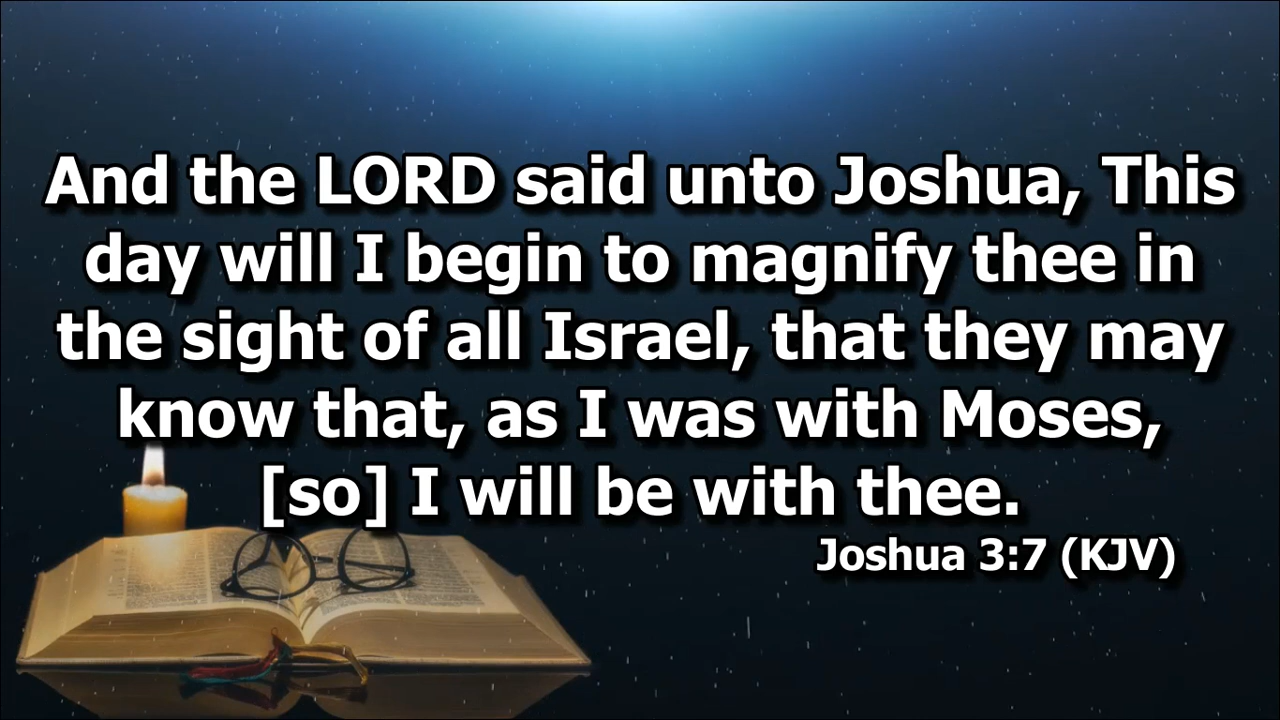 And the LORD said unto Joshua, This
day will I begin to magnify thee in
the sight of all Israel, that they may
know that, as I was with Moses,
[so] I will be with thee.
Joshua 3:7 (KJV)